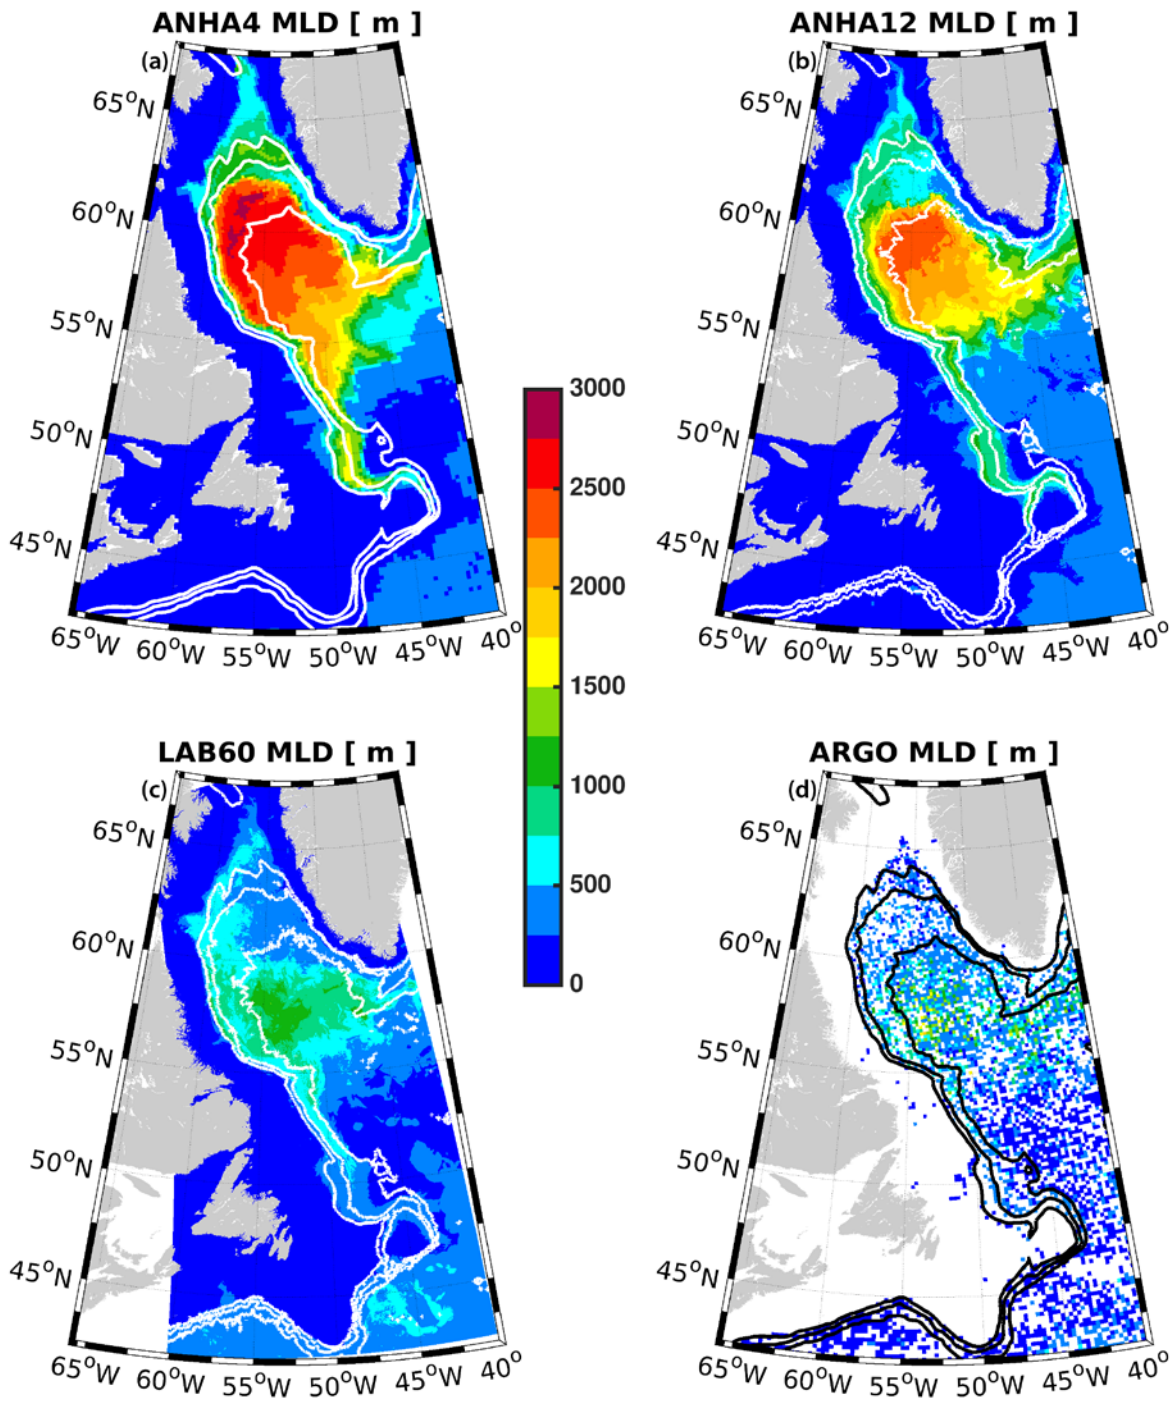 ANHA4 MLD [ m ]
(a)
65°N
60°N
55°N
50°N
45°N
65°W 60°W 55°W 50°W 45°W 40°
ANHA12 MLD [ m ]
(b)
65°N
60°N
55°N
50°N
45°N
65°W 60°W 55°W 50°W 45°W 40°
3000
2500
2000
1500
1000
500
0
LAB60 MLD [ m ]
(c)
65°N
60°N
55°N
50°N
45°N
65°W 60°W 55°W 50°W 45°W 40°
ARGO MLD [ m ]
(d)
65°N
60°N
55°N
50°N
45°N
65°W 60°W 55°W 50°W 45°W 40°